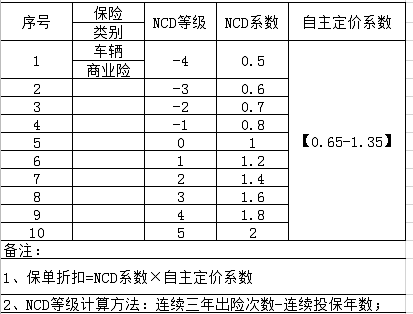 序号 保险 类别 NCD等级 NCD系数 自主定价系数
1 车辆 商业险 -4 0.5 【0.65-1.35】
2 -3 0.6
3 -2 0.7
4 -1 0.8
5 0 1
6 1 1.2
7 2 1.4
8 3 1.6
9 4 1.8
10 5 2
备注：
1、保单折扣=NCD系数×自主定价系数
2、NCD等级计算方法：连续三年出险次数-连续投保年数；